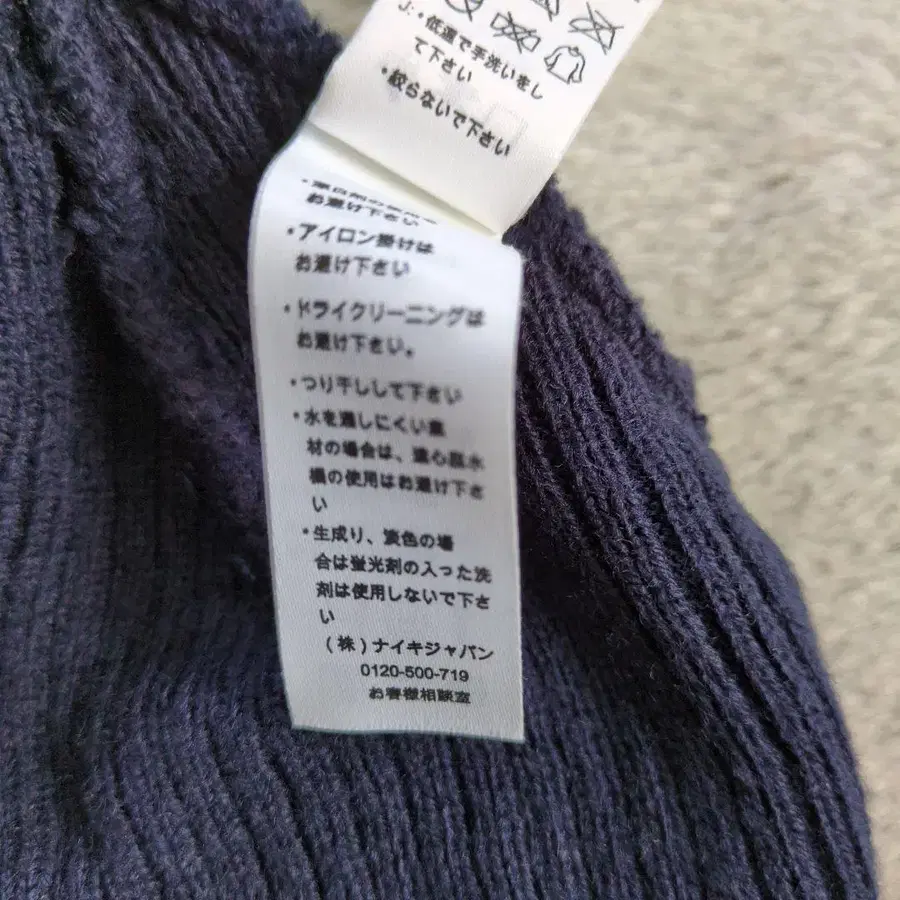 J:・低温で手洗いをし
て下さい
・絞らないで下さい
お避け下さい
・アイロン掛けは
お避け下さい
・ドライクリーニングは
お避け下さい。
・つり干しして下さい
・水を通しにくい素
材の場合は、遠心脱水
機の使用はお避け下さ
い
・生成り、淡色の場
合は蛍光剤の入った洗
剤は使用しないで下さ
い
(株)ナイキジャパン
0120-500-719
お客様相談室